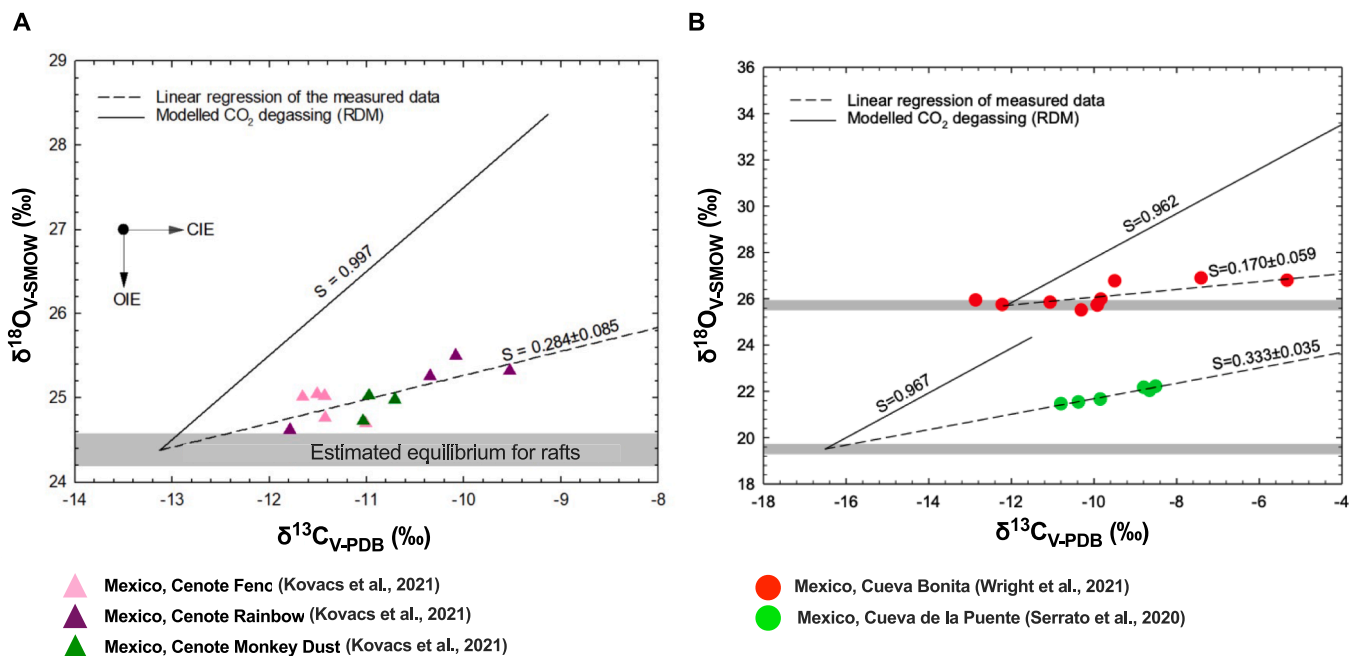 A
29
28
27
26
25
24
-14
-13
-12
-11
-10
-9
-8
δ18OV-SMOW (‰)
δ13CV-PDB (‰)
Linear regression of the measured data
Modelled CO2 degassing (RDM)
CIE
OIE
S = 0.997
S = 0.284±0.085
Estimated equilibrium for rafts
Mexico, Cenote Feno (Kovacs et al., 2021)
Mexico, Cenote Rainbow (Kovacs et al., 2021)
Mexico, Cenote Monkey Dust (Kovacs et al., 2021)
B
36
34
32
30
28
26
24
22
20
18
-18
-16
-14
-12
-10
-8
-6
-4
δ18OV-SMOW (‰)
δ13CV-PDB (‰)
Linear regression of measured data
Modelled CO2 degassing (RDM)
S=0.962
S=0.170±0.059
S=0.967
S=0.333±0.035
Mexico, Cueva Bonita (Wright et al., 2021)
Mexico, Cueva de la Puente (Serrato et al., 2020)